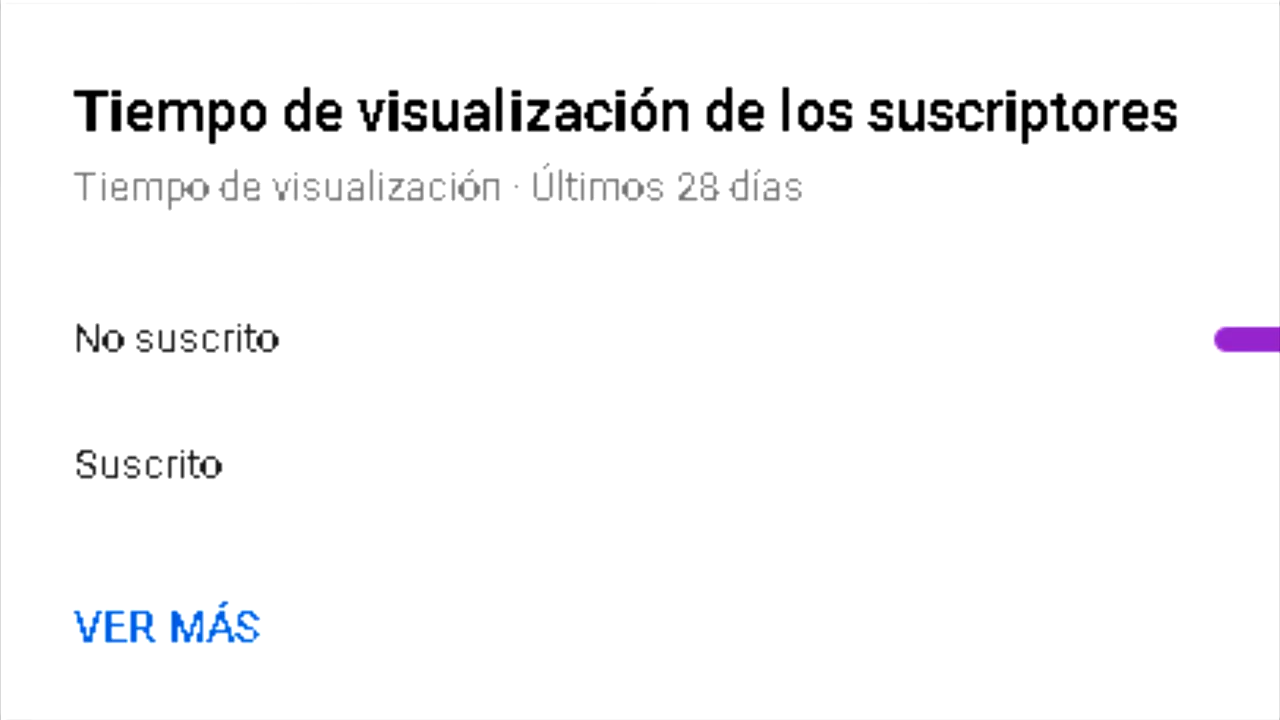 Tiempo de visualización de los suscriptores
Tiempo de visualización · Últimos 28 días
No suscrito
Suscrito
VER MÁS